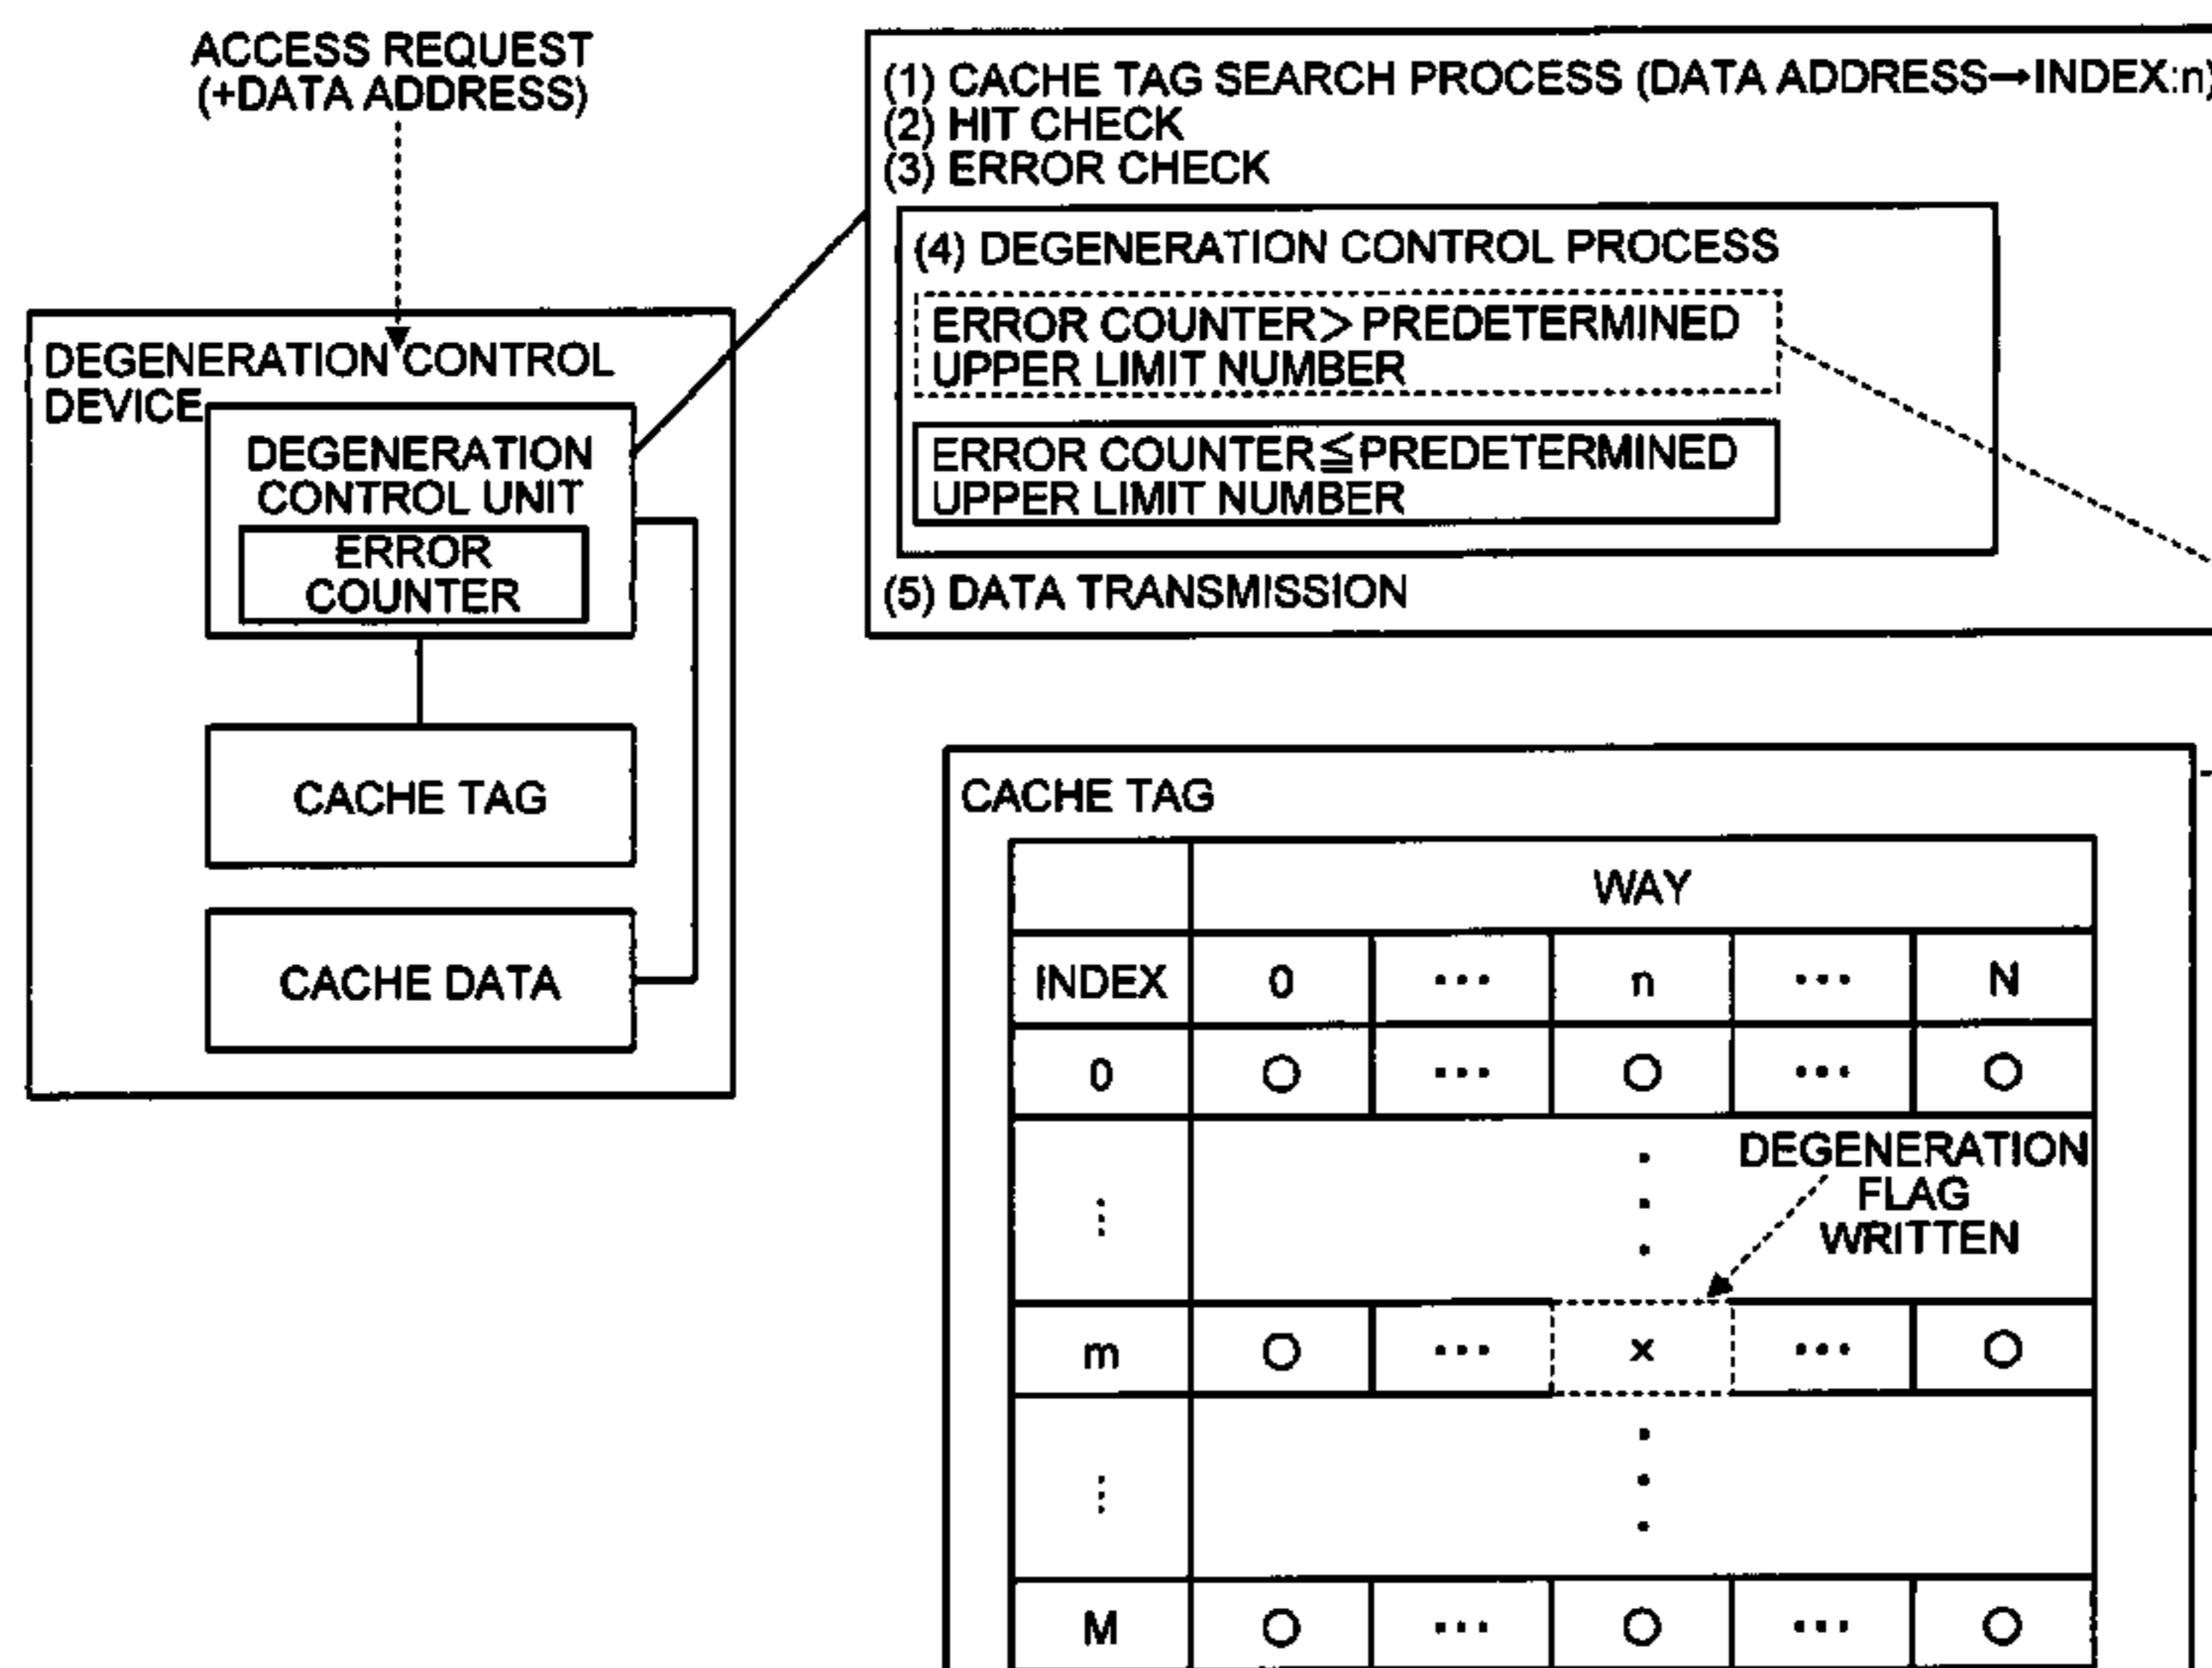 ACCESS REQUEST
(+DATA ADDRESS)
DEGENERATION CONTROL
DEVICE
DEGENERATION
CONTROL UNIT
ERROR
COUNTER
CACHE TAG
CACHE DATA
(1) CACHE TAG SEARCH PROCESS (DATA ADDRESS→INDEX:n)
(2) HIT CHECK
(3) ERROR CHECK
(4) DEGENERATION CONTROL PROCESS
ERROR COUNTER>PREDETERMINED
UPPER LIMIT NUMBER
ERROR COUNTER≦PREDETERMINED
UPPER LIMIT NUMBER
(5) DATA TRANSMISSION
CACHE TAG
WAY
INDEX 0 ... n ... N
0 ○ ... ○ ... ○
DEGENERATION
FLAG
WRITTEN
m ○ ... × ... ○
M ○ ... ○ ... ○